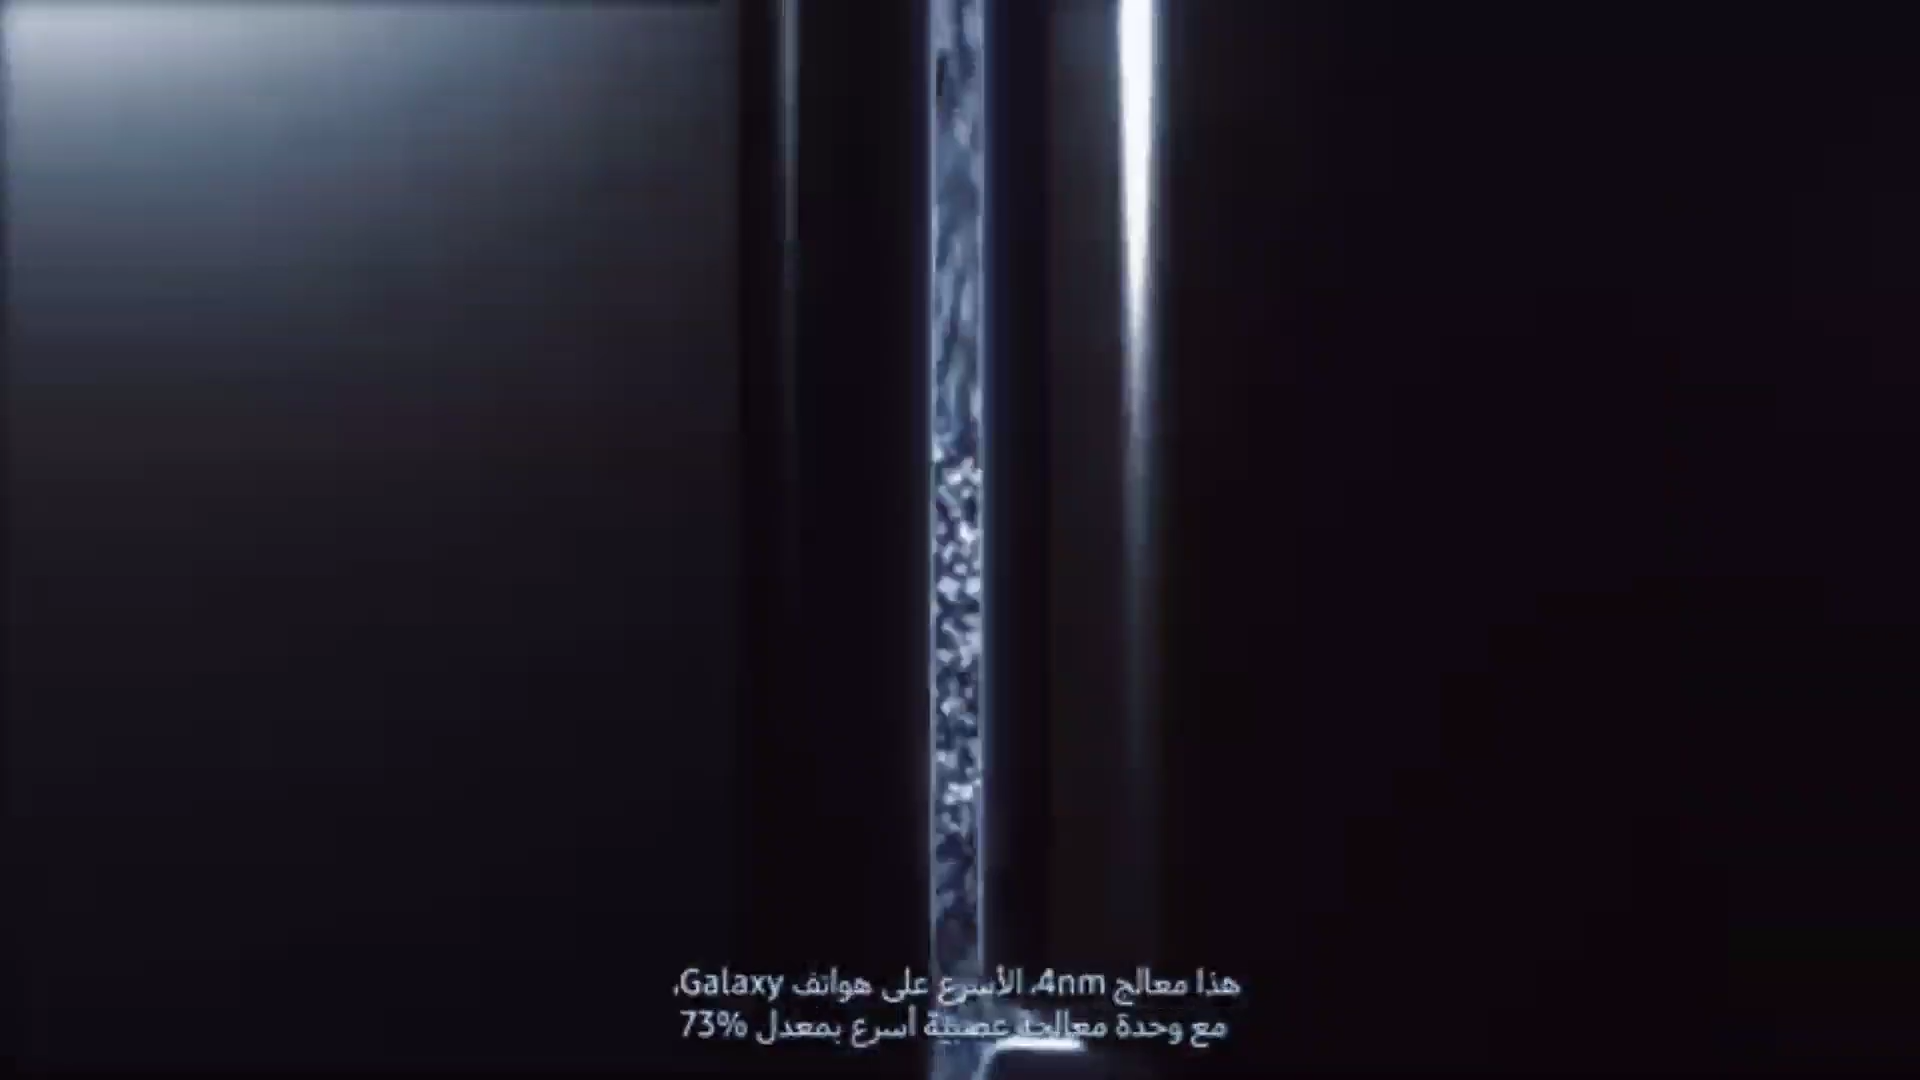 هذا معالج 4nm، الأسرع على هواتف Galaxy،
مع وحدة معالجة عصبية أسرع بمعدل 73%